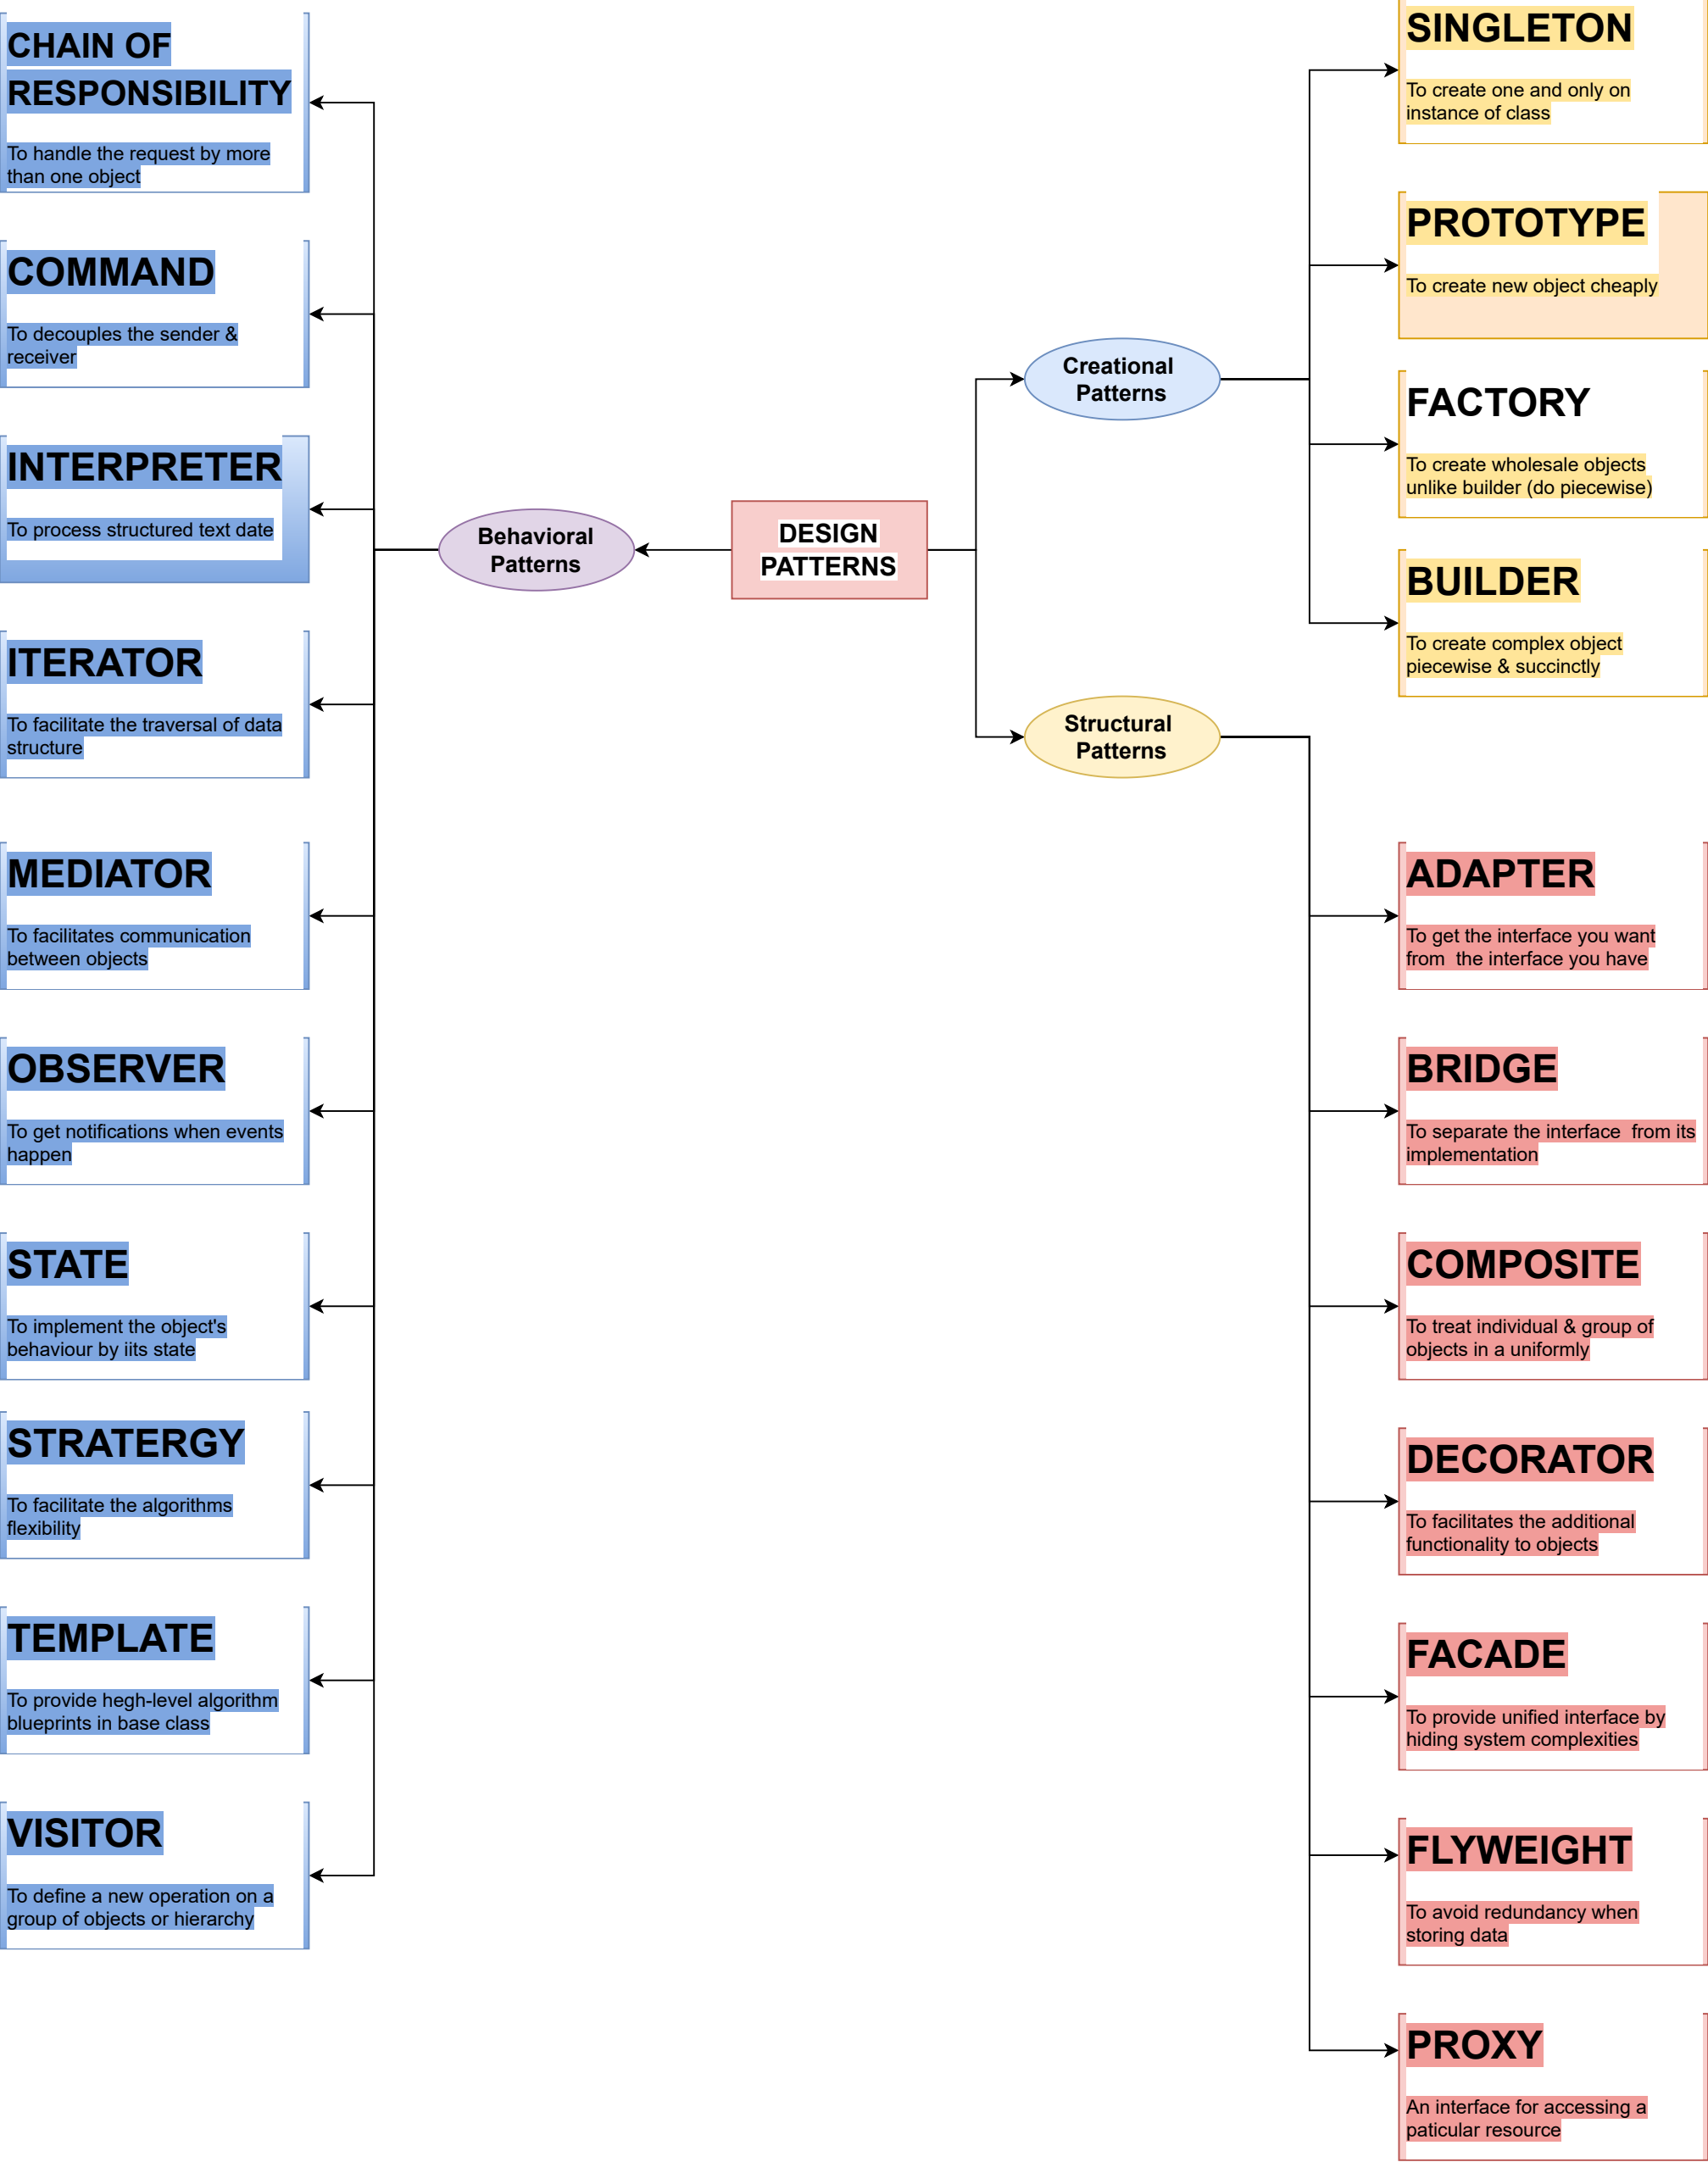 CHAIN OF
RESPONSIBILITY
To handle the request by more
than one object
COMMAND
To decouples the sender &
receiver
INTERPRETER
To process structured text date
ITERATOR
To facilitate the traversal of data
structure
MEDIATOR
To facilitates communication
between objects
OBSERVER
To get notifications when events
happen
STATE
To implement the object's
behaviour by iits state
STRATERGY
To facilitate the algorithms
flexibility
TEMPLATE
To provide hegh-level algorithm
blueprints in base class
VISITOR
To define a new operation on a
group of objects or hierarchy
Behavioral
Patterns
DESIGN
PATTERNS
Creational
Patterns
Structural
Patterns
SINGLETON
To create one and only on
instance of class
PROTOTYPE
To create new object cheaply
FACTORY
To create wholesale objects
unlike builder (do piecewise)
BUILDER
To create complex object
piecewise & succinctly
ADAPTER
To get the interface you want
from  the interface you have
BRIDGE
To separate the interface  from its
implementation
COMPOSITE
To treat individual & group of
objects in a uniformly
DECORATOR
To facilitates the additional
functionality to objects
FACADE
To provide unified interface by
hiding system complexities
FLYWEIGHT
To avoid redundancy when
storing data
PROXY
An interface for accessing a
paticular resource